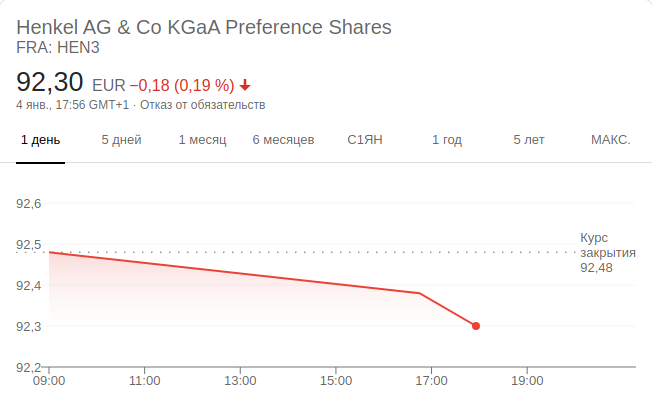 Henkel AG & Co KGaA Preference Shares
FRA: HEN3
92,30 EUR −0,18 (0,19 %)
4 янв., 17:56 GMT+1 · Отказ от обязательств
1 день 5 дней 1 месяц 6 месяцев С1ЯН 1 год 5 лет МАКС.
92,6
92,5
92,4
92,3
92,2
Курс
закрытия
92,48
09:00 11:00 13:00 15:00 17:00 19:00